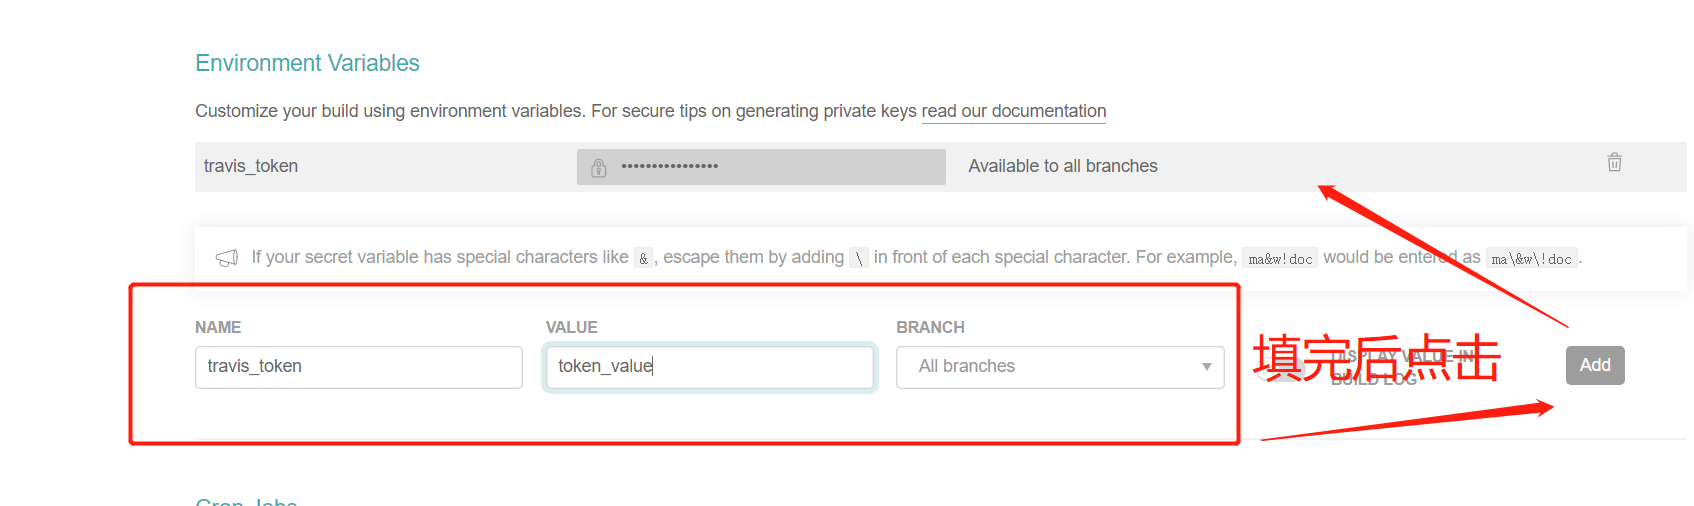 Environment Variables
Customize your build using environment variables. For secure tips on generating private keys read our documentation
travis_token •••••••••••••••• Available to all branches
If your secret variable has special characters like & , escape them by adding \ in front of each special character. For example, ma&w!doc would be entered as ma\&w\!doc .
NAME VALUE BRANCH
travis_token token_value All branches
填完后点击
DISPLAY VALUE IN
BUILD LOG
Add
Cron Jobs